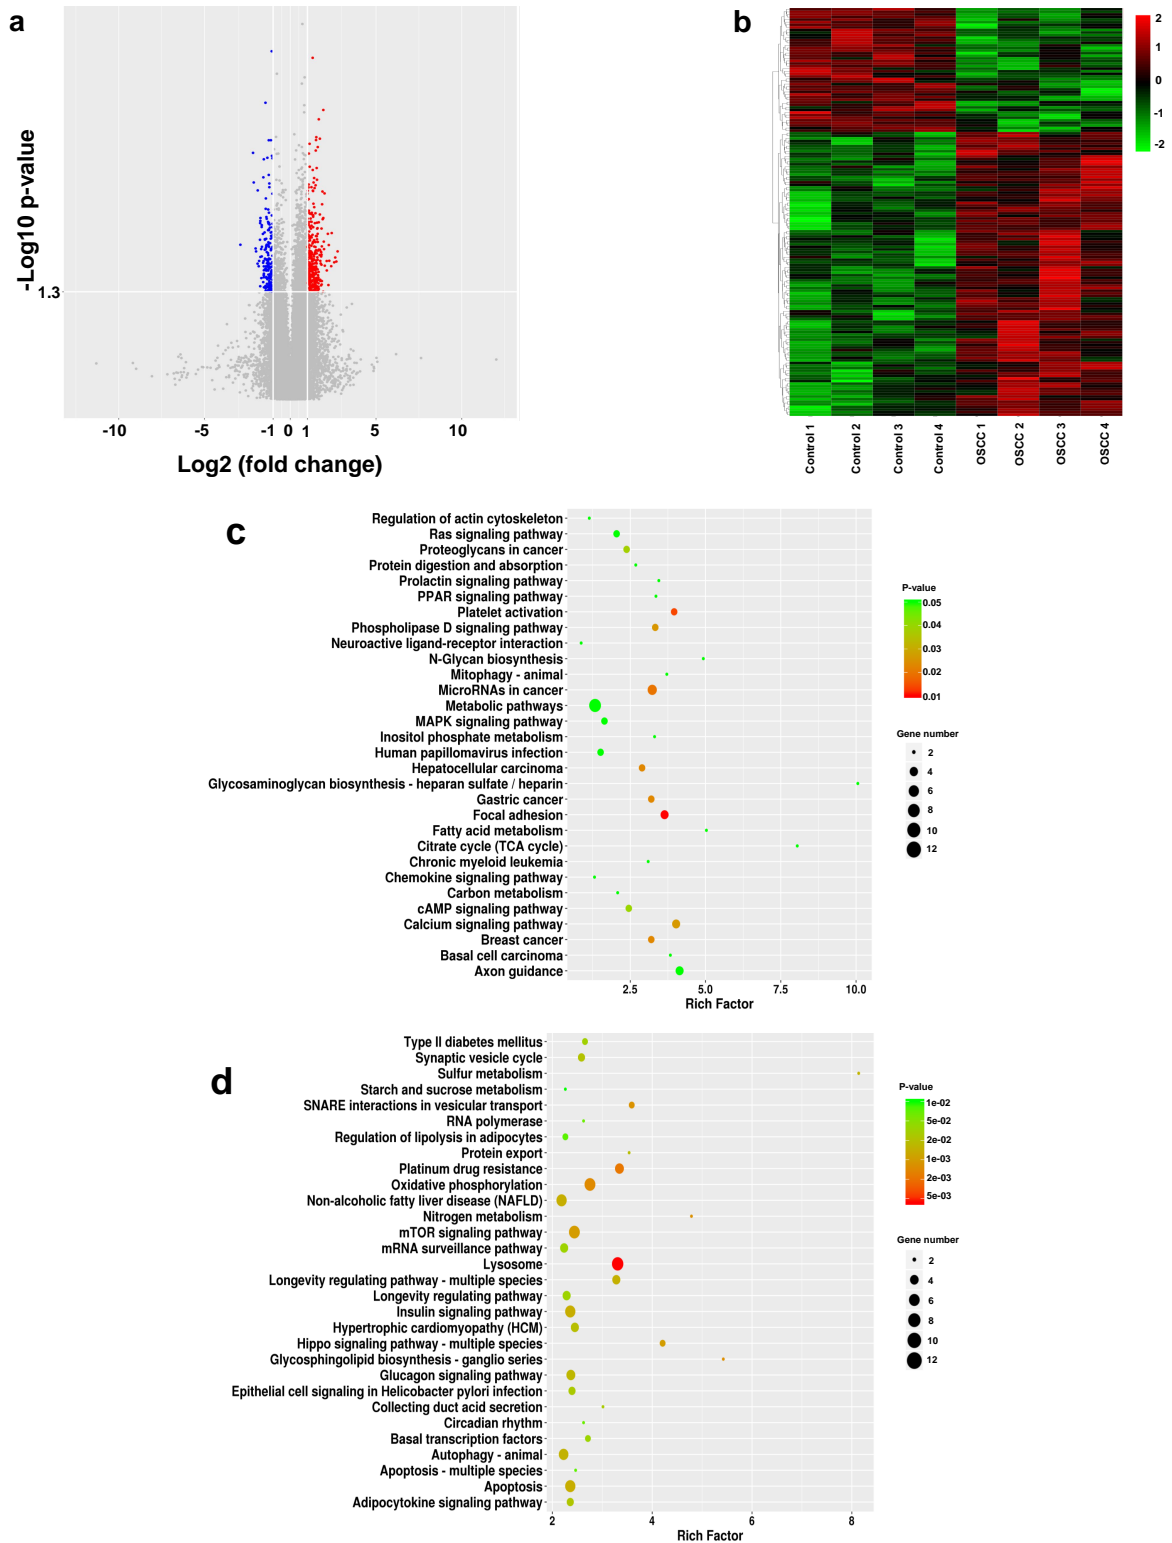 a
-Log10 p-value
1.3
-10
-5
-1
0
1
5
10
Log2 (fold change)
b
2
1
0
-1
-2
Control 1
Control 2
Control 3
Control 4
OSCC 1
OSCC 2
OSCC 3
OSCC 4
c
Regulation of actin cytoskeleton
Ras signaling pathway
Proteoglycans in cancer
Protein digestion and absorption
Prolactin signaling pathway
PPAR signaling pathway
Platelet activation
Phospholipase D signaling pathway
Neuroactive ligand-receptor interaction
N-Glycan biosynthesis
Mitophagy - animal
MicroRNAs in cancer
Metabolic pathways
MAPK signaling pathway
Inositol phosphate metabolism
Human papillomavirus infection
Hepatocellular carcinoma
Glycosaminoglycan biosynthesis - heparan sulfate / heparin
Gastric cancer
Focal adhesion
Fatty acid metabolism
Citrate cycle (TCA cycle)
Chronic myeloid leukemia
Chemokine signaling pathway
Carbon metabolism
cAMP signaling pathway
Calcium signaling pathway
Breast cancer
Basal cell carcinoma
Axon guidance
2.5
5.0
7.5
10.0
Rich Factor
P-value
0.05
0.04
0.03
0.02
0.01
Gene number
2
4
6
8
10
12
d
Type II diabetes mellitus
Synaptic vesicle cycle
Sulfur metabolism
Starch and sucrose metabolism
SNARE interactions in vesicular transport
RNA polymerase
Regulation of lipolysis in adipocytes
Protein export
Platinum drug resistance
Oxidative phosphorylation
Non-alcoholic fatty liver disease (NAFLD)
Nitrogen metabolism
mTOR signaling pathway
mRNA surveillance pathway
Lysosome
Longevity regulating pathway - multiple species
Longevity regulating pathway
Insulin signaling pathway
Hypertrophic cardiomyopathy (HCM)
Hippo signaling pathway - multiple species
Glycosphingolipid biosynthesis - ganglio series
Glucagon signaling pathway
Epithelial cell signaling in Helicobacter pylori infection
Collecting duct acid secretion
Circadian rhythm
Basal transcription factors
Autophagy - animal
Apoptosis - multiple species
Apoptosis
Adipocytokine signaling pathway
2
4
6
8
Rich Factor
P-value
1e-02
5e-02
2e-02
1e-03
2e-03
5e-03
Gene number
2
4
6
8
10
12